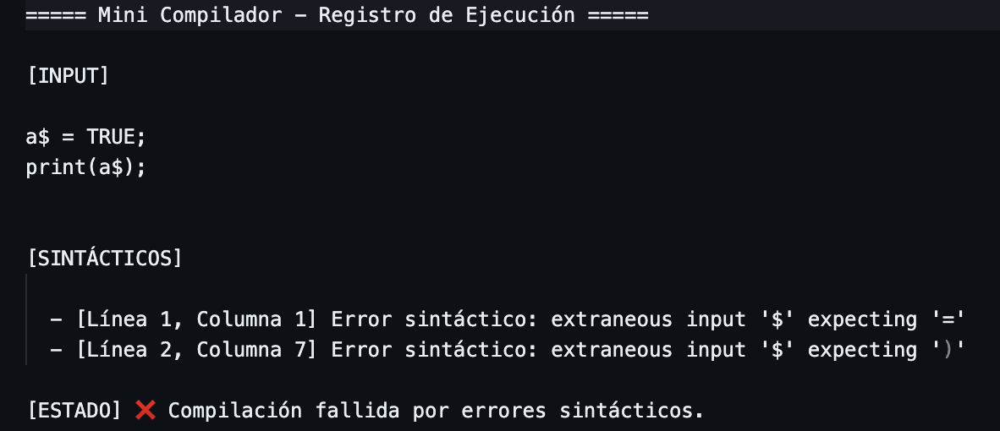 ===== Mini Compilador – Registro de Ejecución =====
[INPUT]
a$ = TRUE;
print(a$);
[SINTÁCTICOS]
– [Línea 1, Columna 1] Error sintáctico: extraneous input '$' expecting '='
– [Línea 2, Columna 7] Error sintáctico: extraneous input '$' expecting ')'
[ESTADO] ❌ Compilación fallida por errores sintácticos.